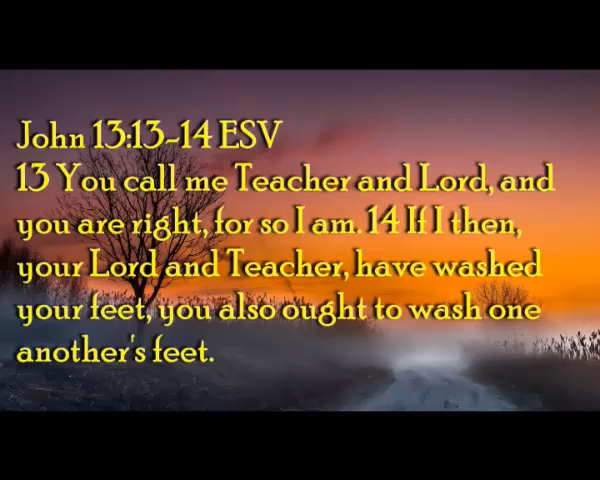 John 13:13-14 ESV
13 You call me Teacher and Lord, and
you are right, for so I am. 14 If I then,
your Lord and Teacher, have washed
your feet, you also ought to wash one
another's feet.